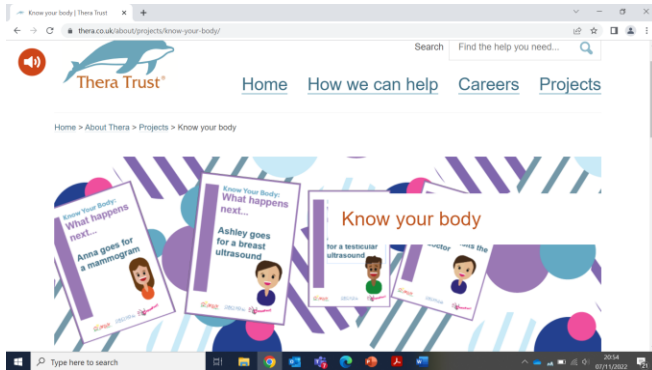 Know your body | Thera Trust
thera.co.uk/about/projects/know-your-body/
Search Find the help you need...
Thera Trust®
Home How we can help Careers Projects
Home > About Thera > Projects > Know your body
Know Your Body:
What happens
next...
Anna goes for
a mammogram
Know Your Body:
What happens
next...
Ashley goes
for a breast
ultrasound
for a testicular
ultrasound
the
Know your body
Type here to search
20:54
07/11/2022
21